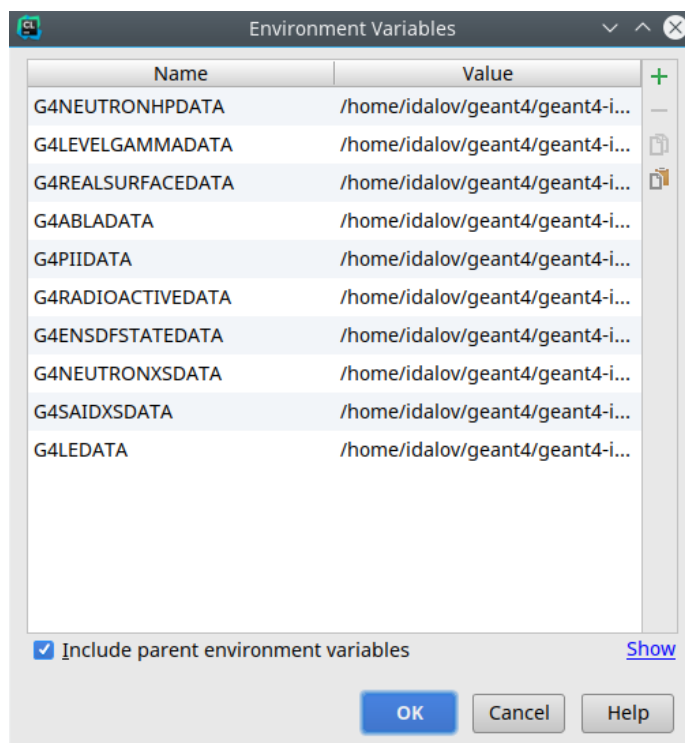 CL
Environment Variables
Name Value
G4NEUTRONHPDATA /home/idalov/geant4/geant4-i...
G4LEVELGAMMADATA /home/idalov/geant4/geant4-i...
G4REALSURFACEDATA /home/idalov/geant4/geant4-i...
G4ABLADATA /home/idalov/geant4/geant4-i...
G4PIIDATA /home/idalov/geant4/geant4-i...
G4RADIOACTIVEDATA /home/idalov/geant4/geant4-i...
G4ENSDFSTATEDATA /home/idalov/geant4/geant4-i...
G4NEUTRONXSDATA /home/idalov/geant4/geant4-i...
G4SAIDXSDATA /home/idalov/geant4/geant4-i...
G4LEDATA /home/idalov/geant4/geant4-i...
Include parent environment variables Show
OK Cancel Help